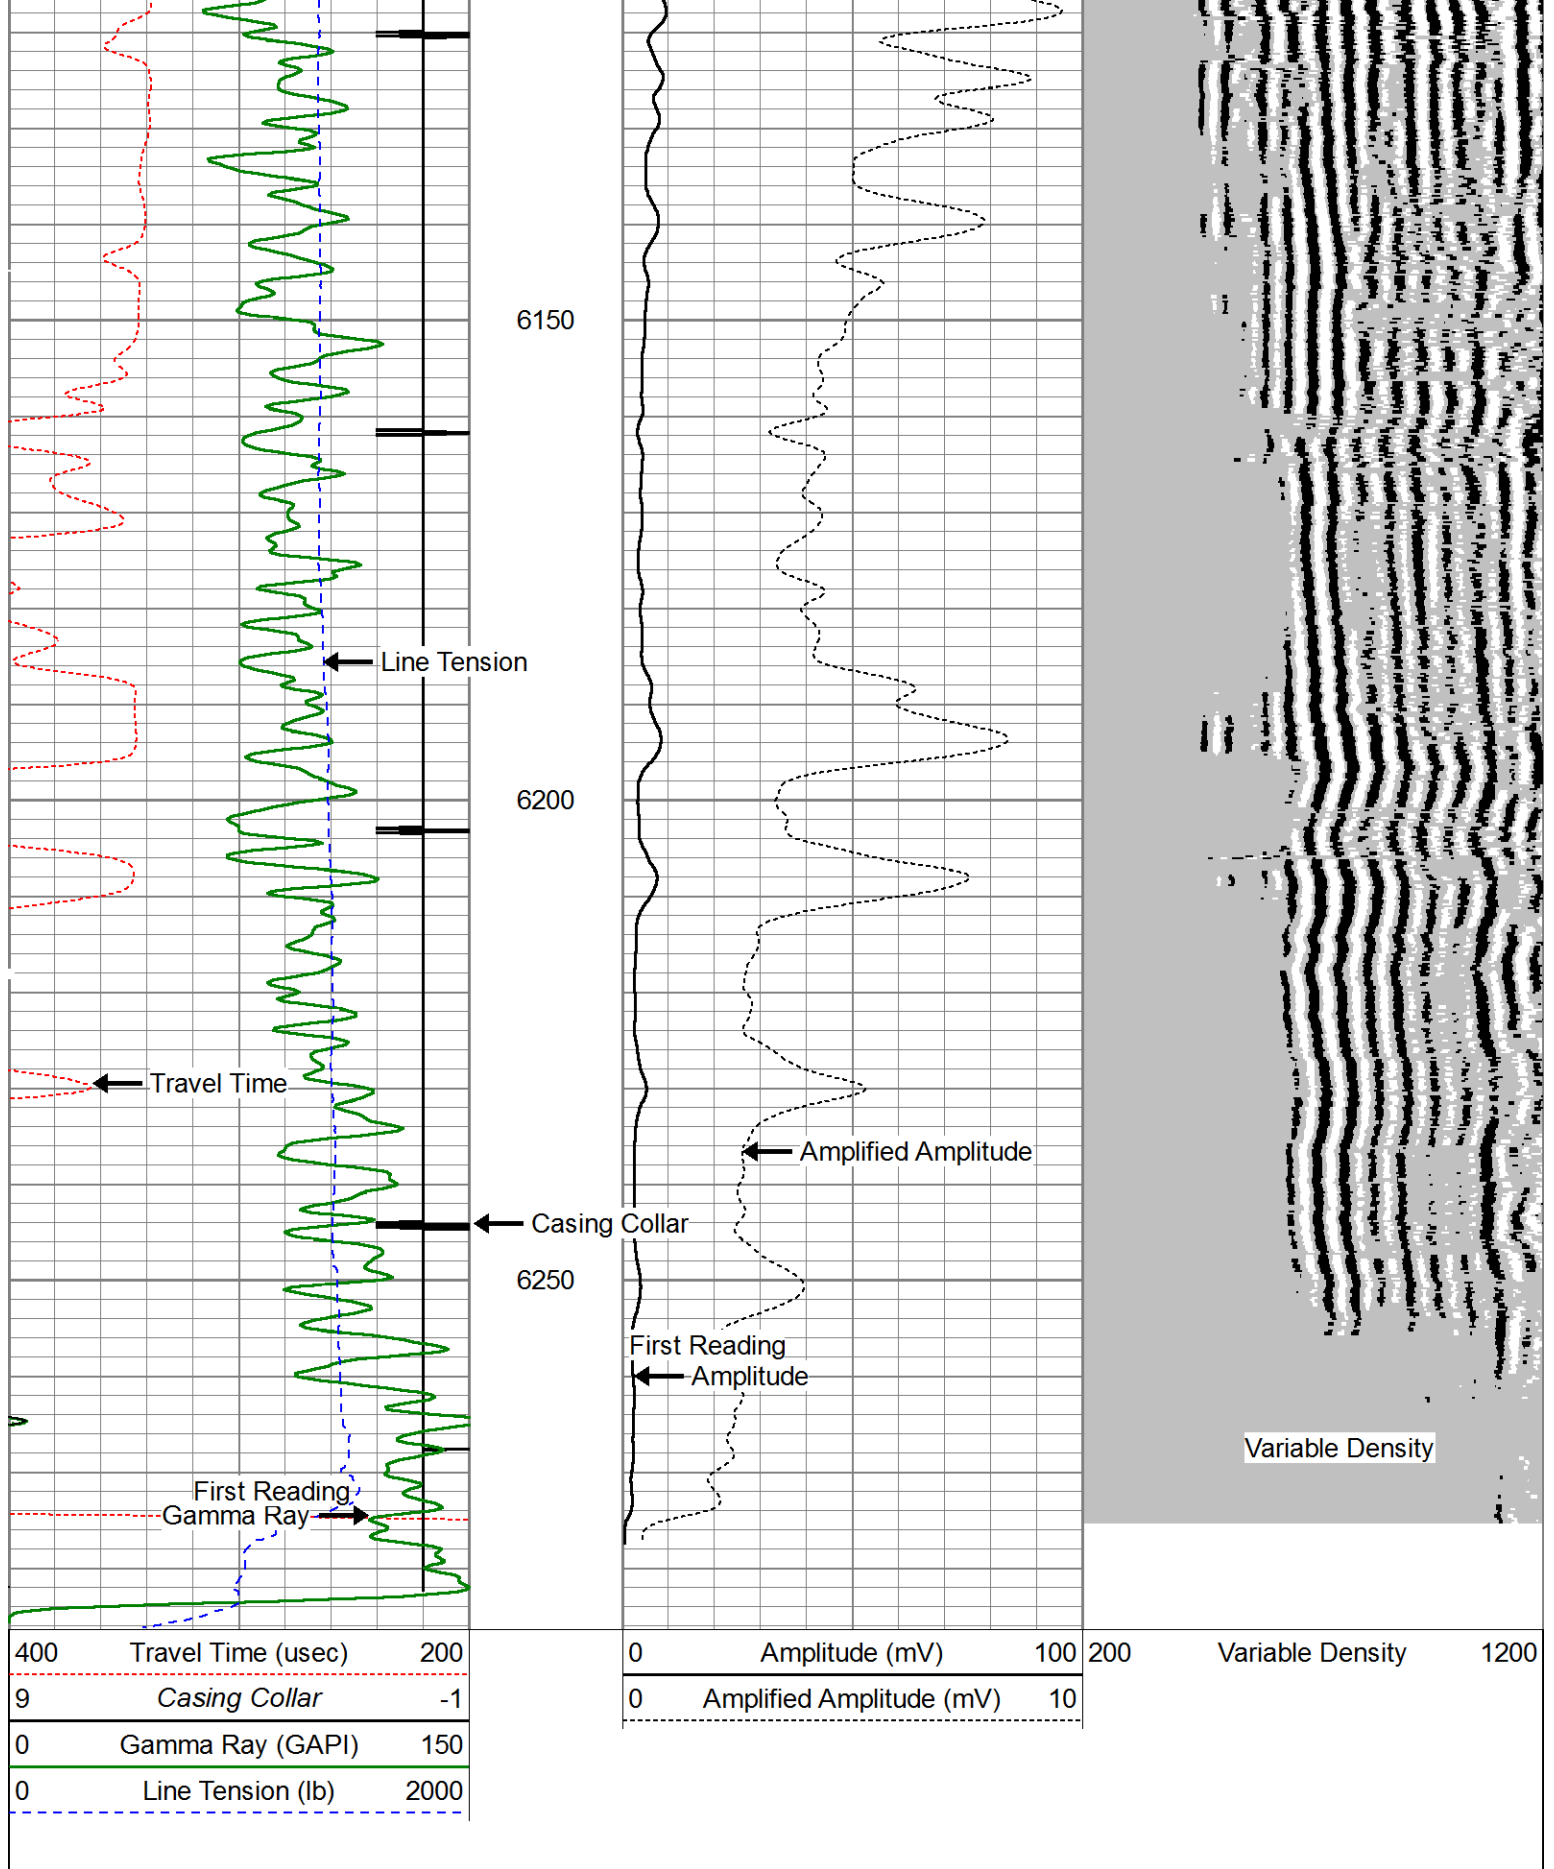 6150
Line Tension
6200
Travel Time
Amplified Amplitude
Casing Collar
6250
First Reading
Amplitude
Variable Density
First Reading
Gamma Ray
400 Travel Time (usec) 200
9 Casing Collar -1
0 Gamma Ray (GAPI) 150
0 Line Tension (lb) 2000
0 Amplitude (mV) 100
0 Amplified Amplitude (mV) 10
200 Variable Density 1200